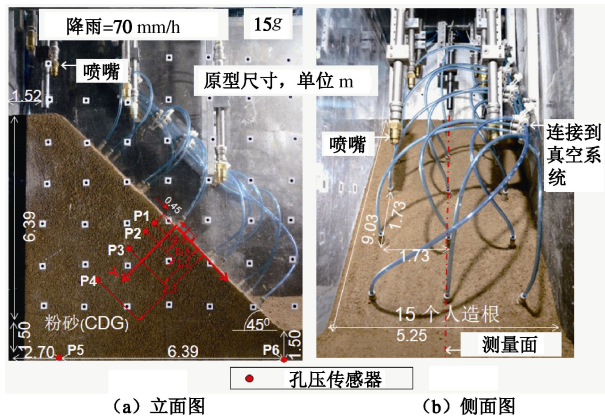 降雨=70 mm/h
15g
喷嘴
原型尺寸，单位 m
1.52
0.45
P1
P2
P3
P4
6.39
粉砂(CDG)
45⁰
1.50
2.70
P5
6.39
P6
1.50
喷嘴
连接到
真空系
统
9.03
1.73
1.73
15 个人造根
5.25
测量面
孔压传感器
（a）立面图
（b）侧面图